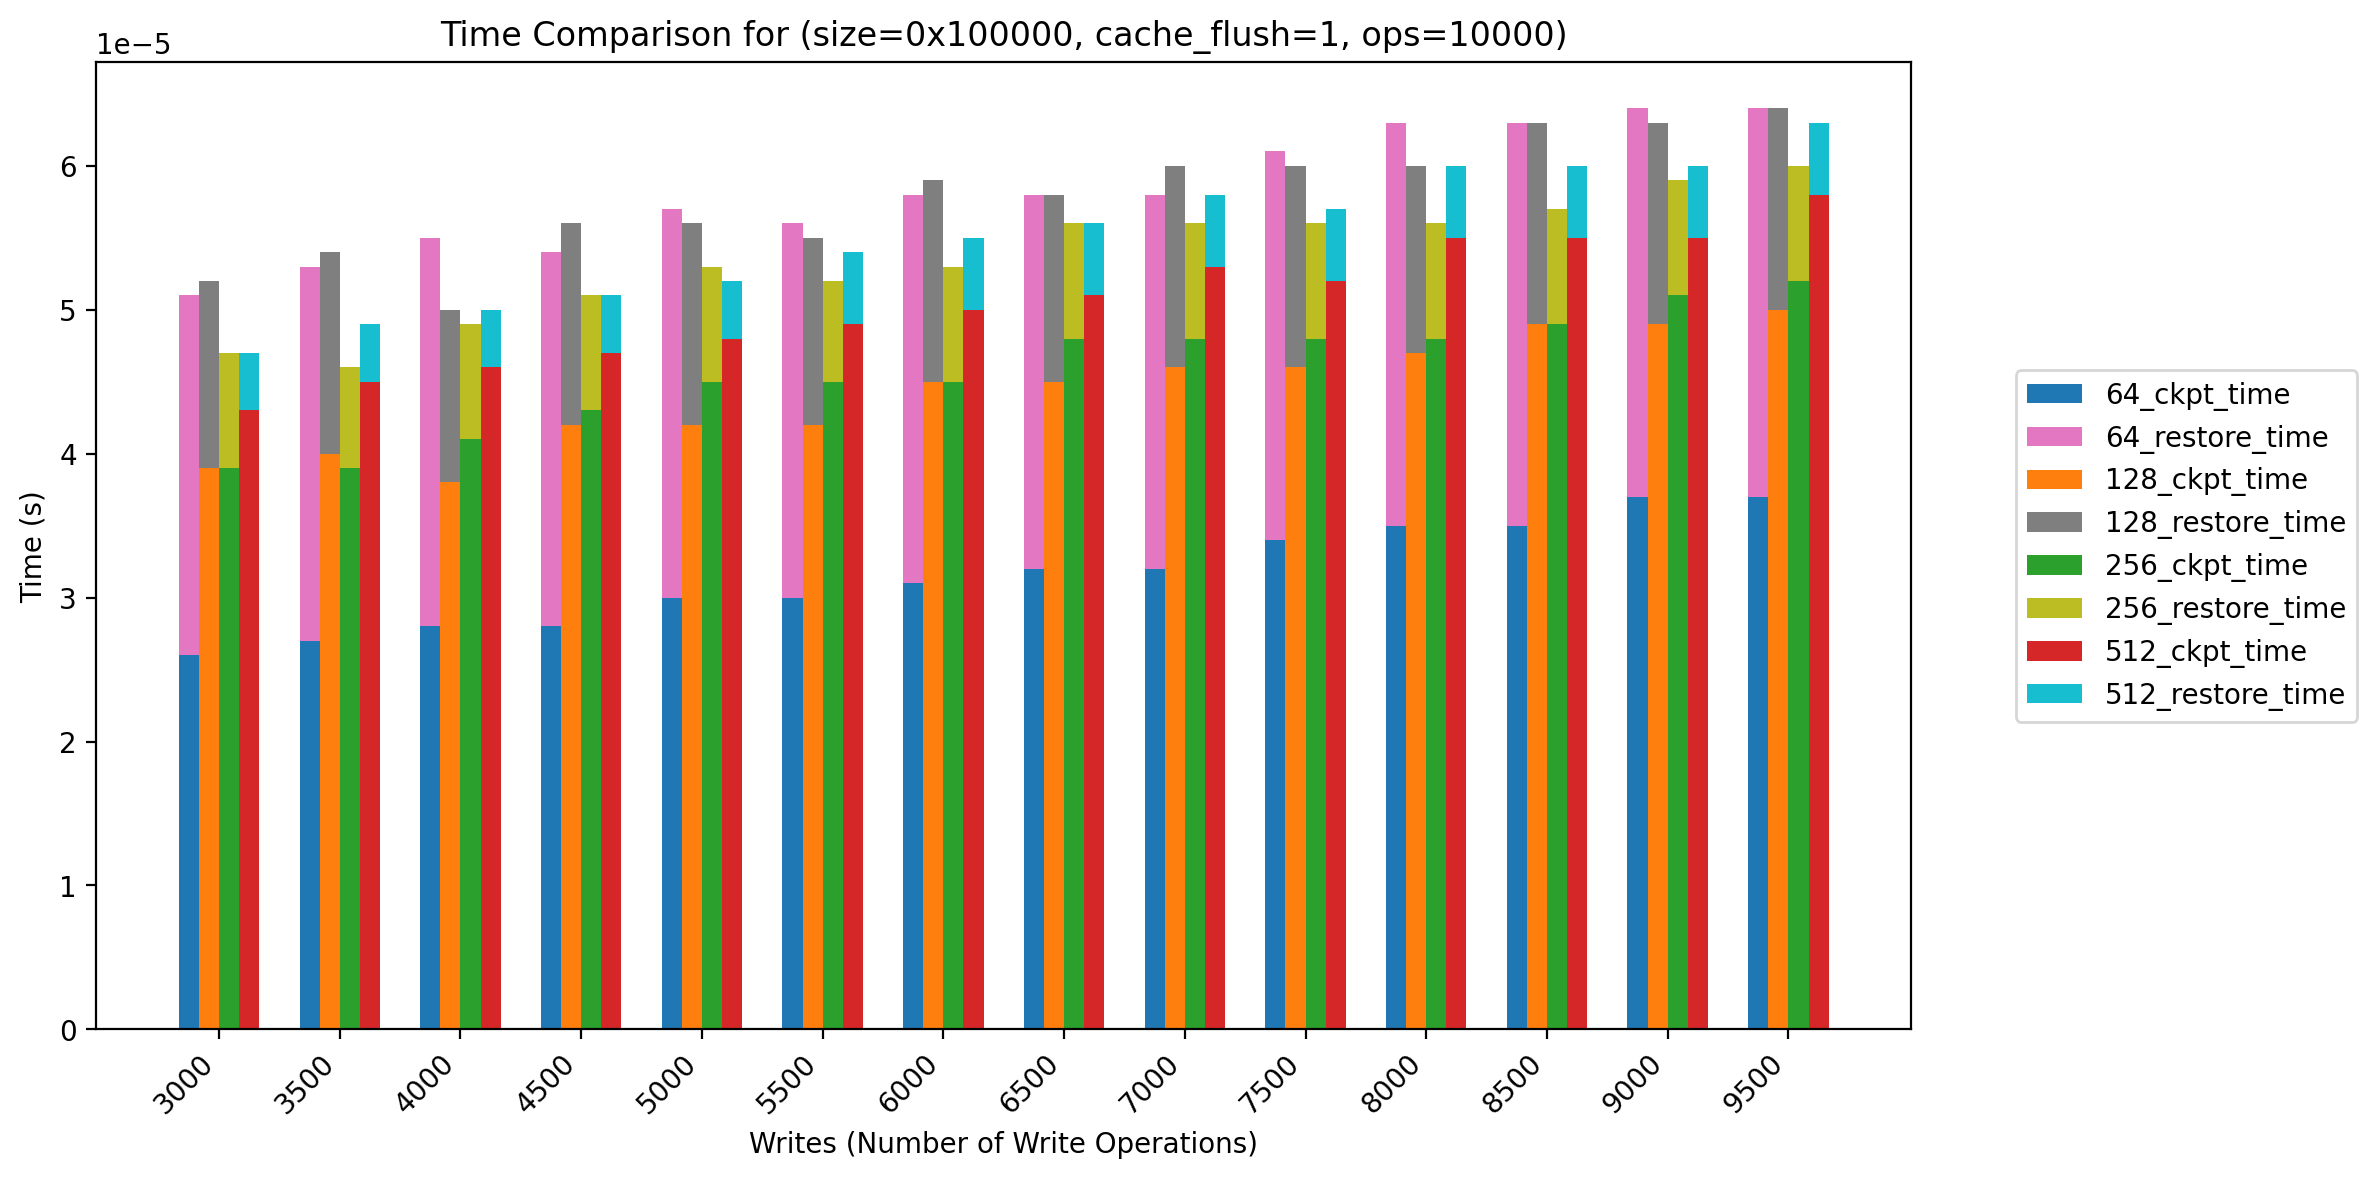 Time Comparison for (size=0x100000, cache_flush=1, ops=10000)
1e−5
6
5
4
3
2
1
0
Time (s)
3000 3500 4000 4500 5000 5500 6000 6500 7000 7500 8000 8500 9000 9500
Writes (Number of Write Operations)
64_ckpt_time
64_restore_time
128_ckpt_time
128_restore_time
256_ckpt_time
256_restore_time
512_ckpt_time
512_restore_time